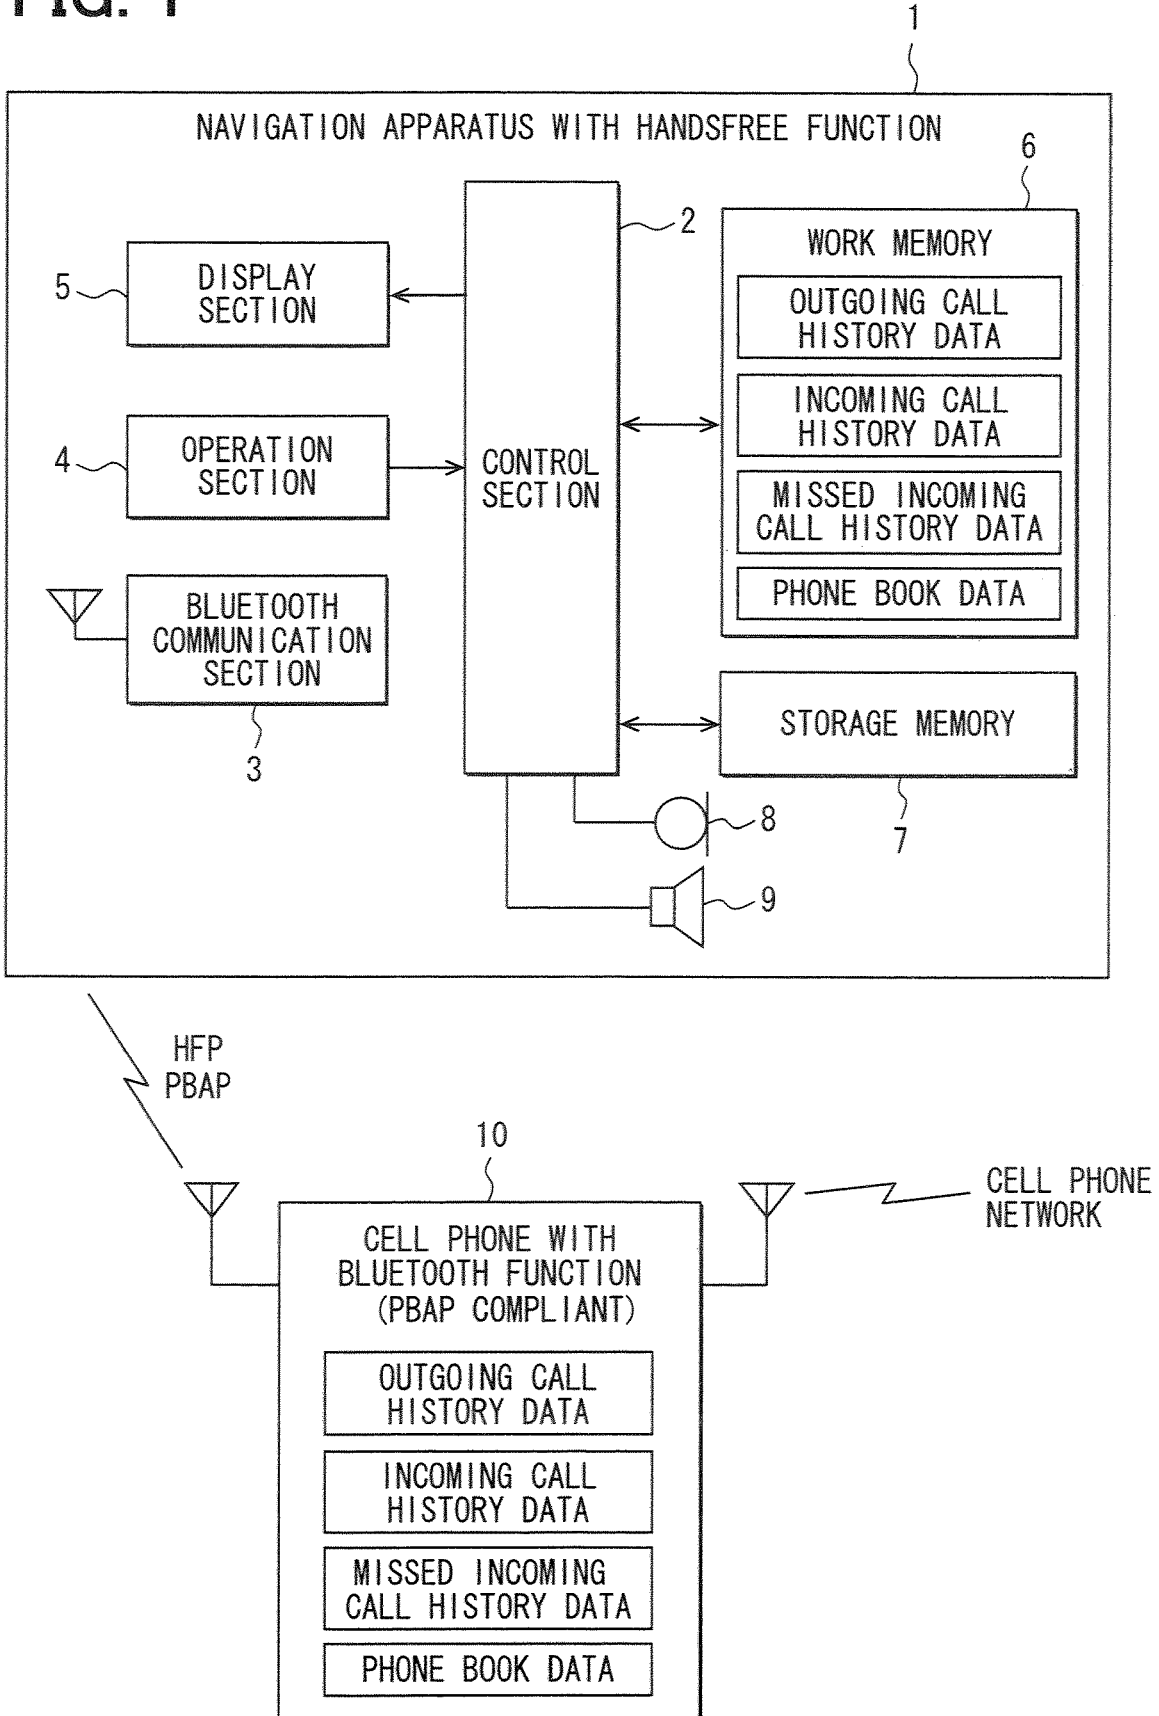 FIG. 1
1
NAVIGATION APPARATUS WITH HANDSFREE FUNCTION
6
2
WORK MEMORY
5
DISPLAY
SECTION
OUTGOING CALL
HISTORY DATA
INCOMING CALL
HISTORY DATA
4
OPERATION
SECTION
CONTROL
SECTION
MISSED INCOMING
CALL HISTORY DATA
PHONE BOOK DATA
BLUETOOTH
COMMUNICATION
SECTION
3
STORAGE MEMORY
7
8
9
HFP
PBAP
10
CELL PHONE
NETWORK
CELL PHONE WITH
BLUETOOTH FUNCTION
(PBAP COMPLIANT)
OUTGOING CALL
HISTORY DATA
INCOMING CALL
HISTORY DATA
MISSED INCOMING
CALL HISTORY DATA
PHONE BOOK DATA